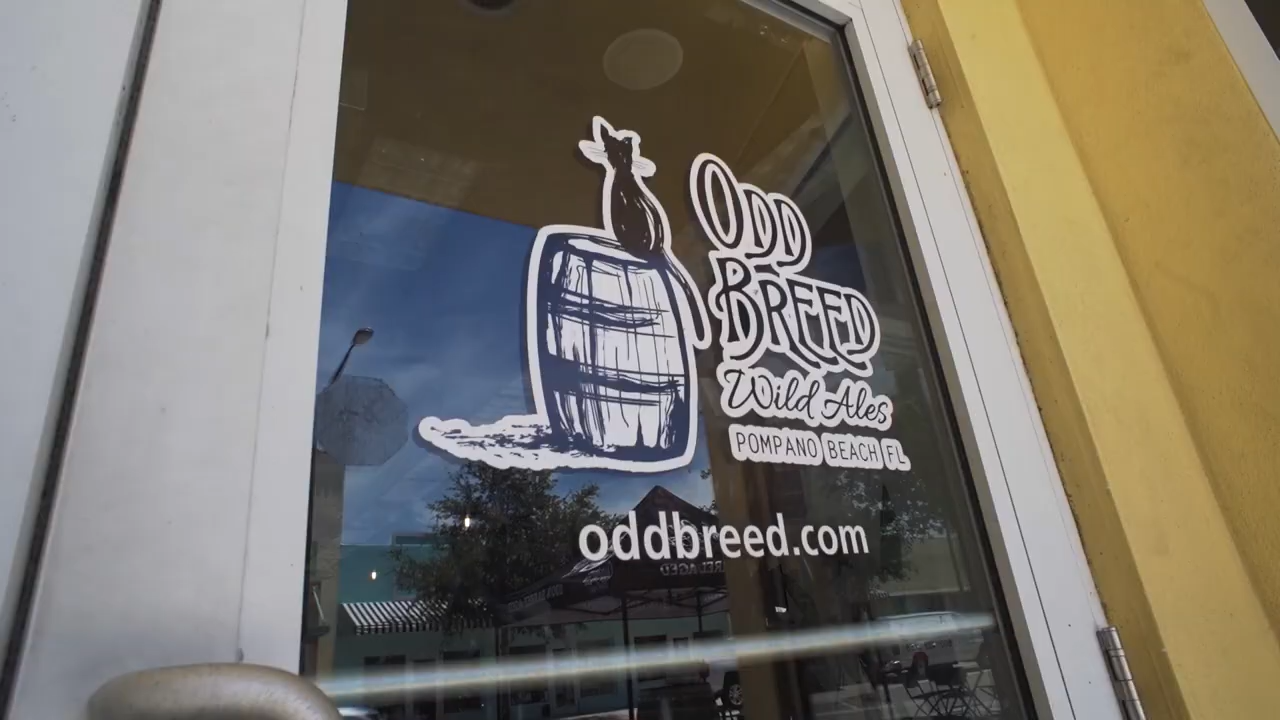 ODD
BREED
Wild Ales
POMPANO BEACH FL
oddbreed.com